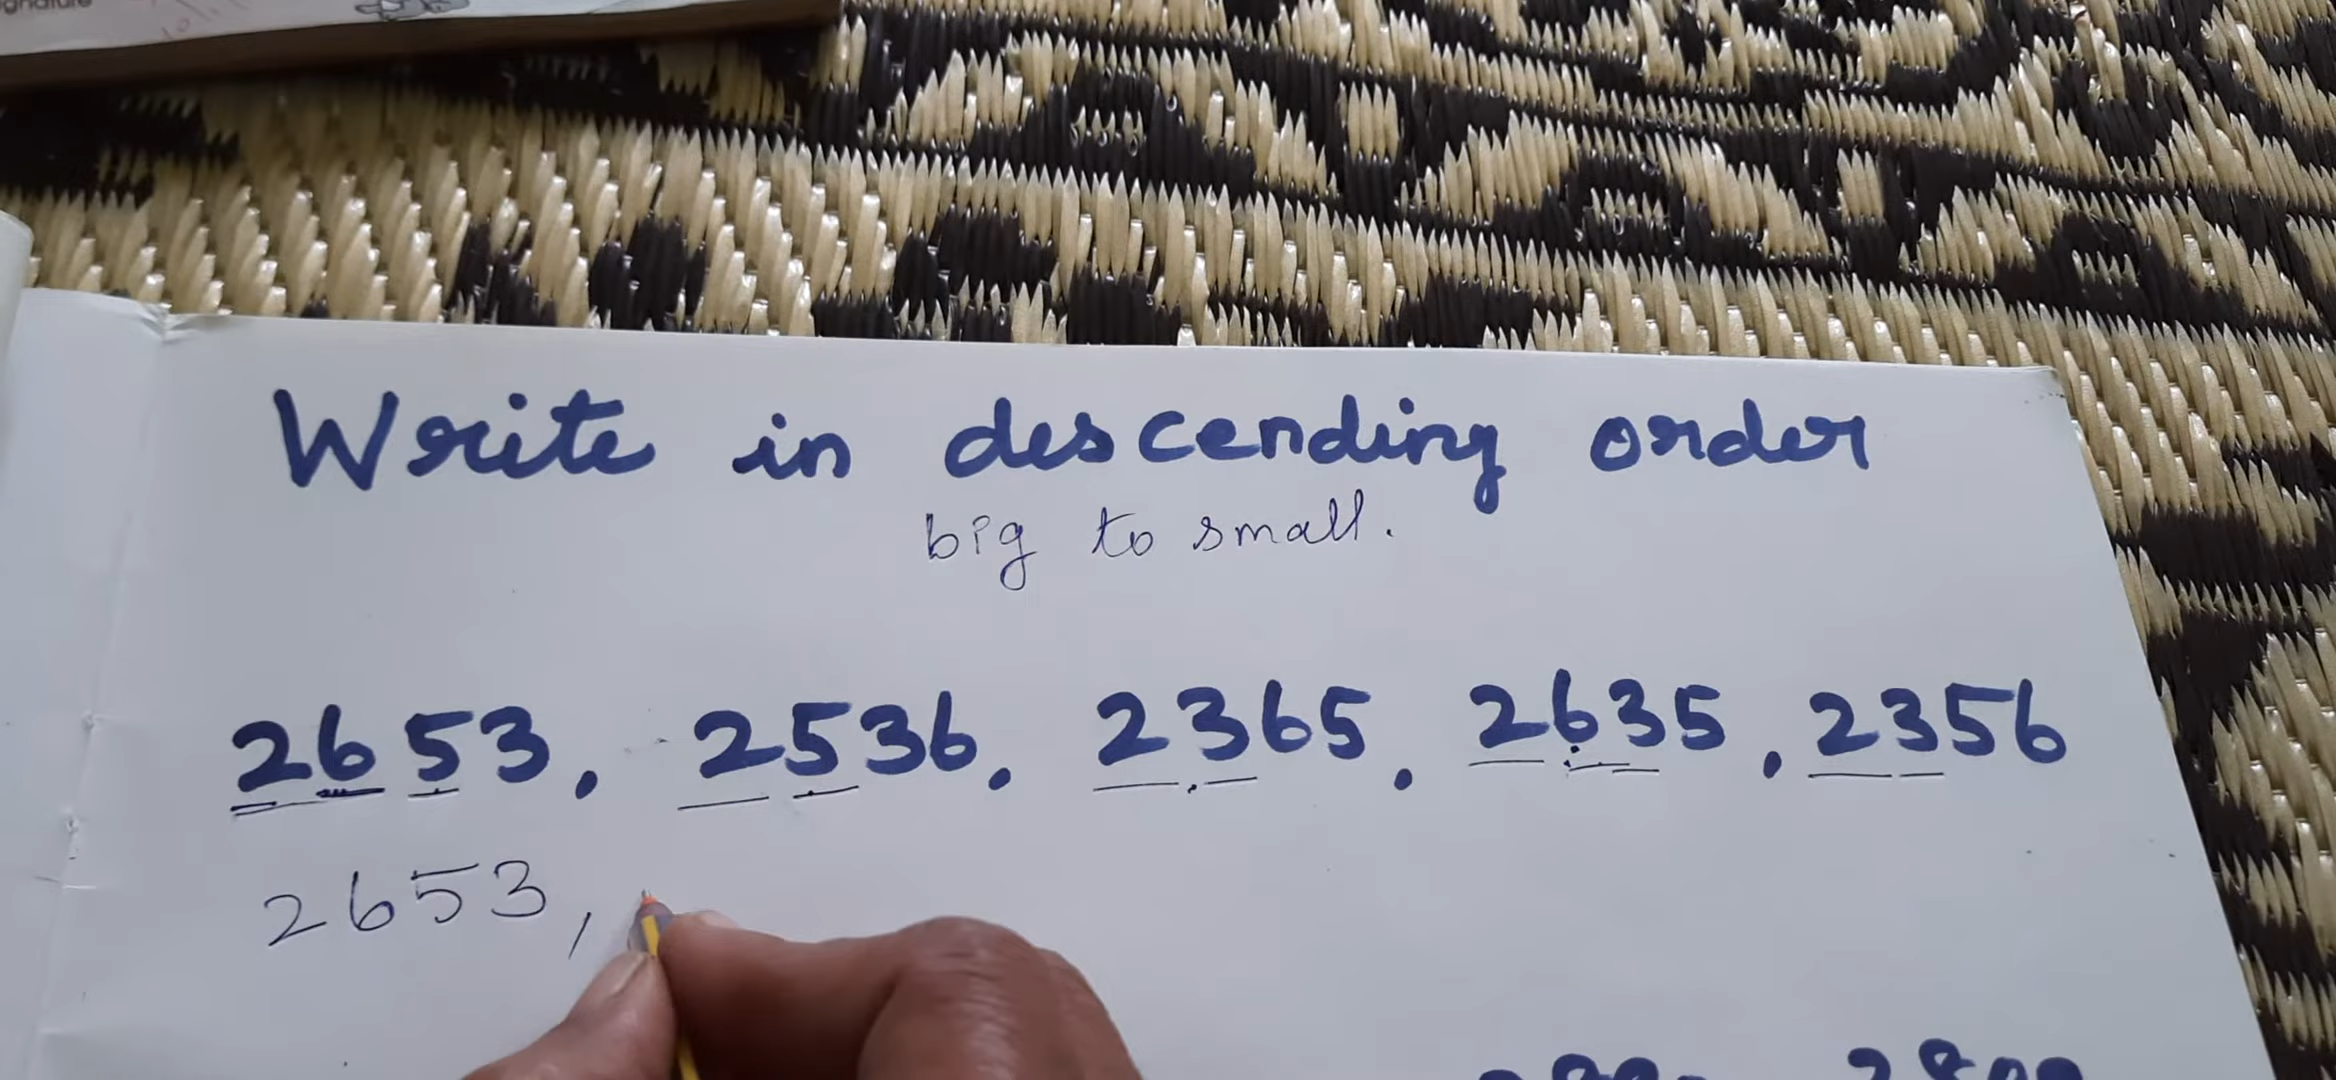 Write in descending order
big to small.
2653, 2536, 2365, 2635, 2356
2653,